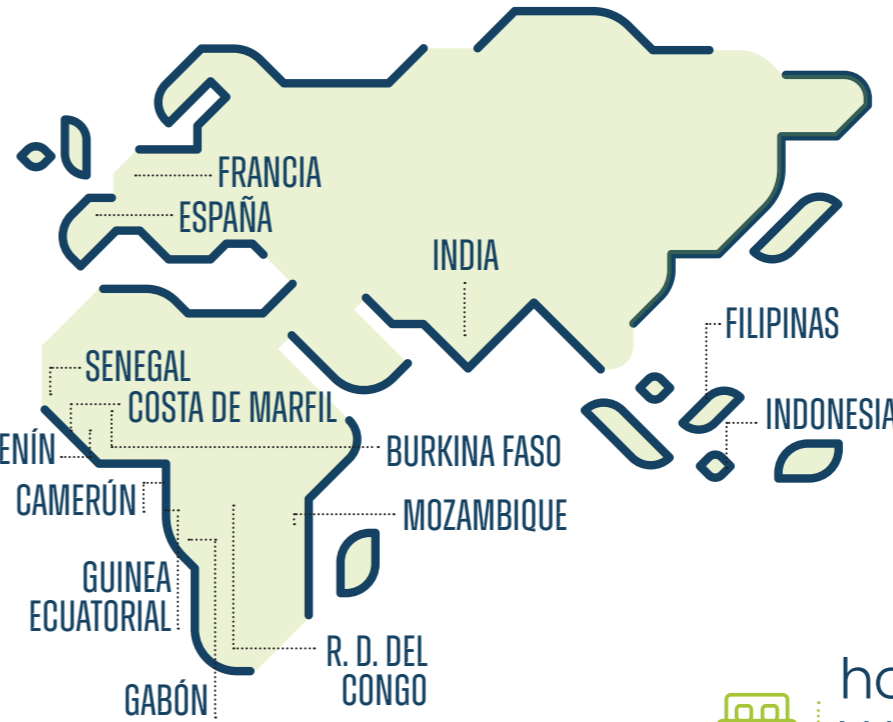 FRANCIA
ESPAÑA
INDIA
FILIPINAS
SENEGAL
COSTA DE MARFIL
INDONESIA
BURKINA FASO
CAMERÚN
MOZAMBIQUE
GUINEA
ECUATORIAL
R. D. DEL
CONGO
GABÓN